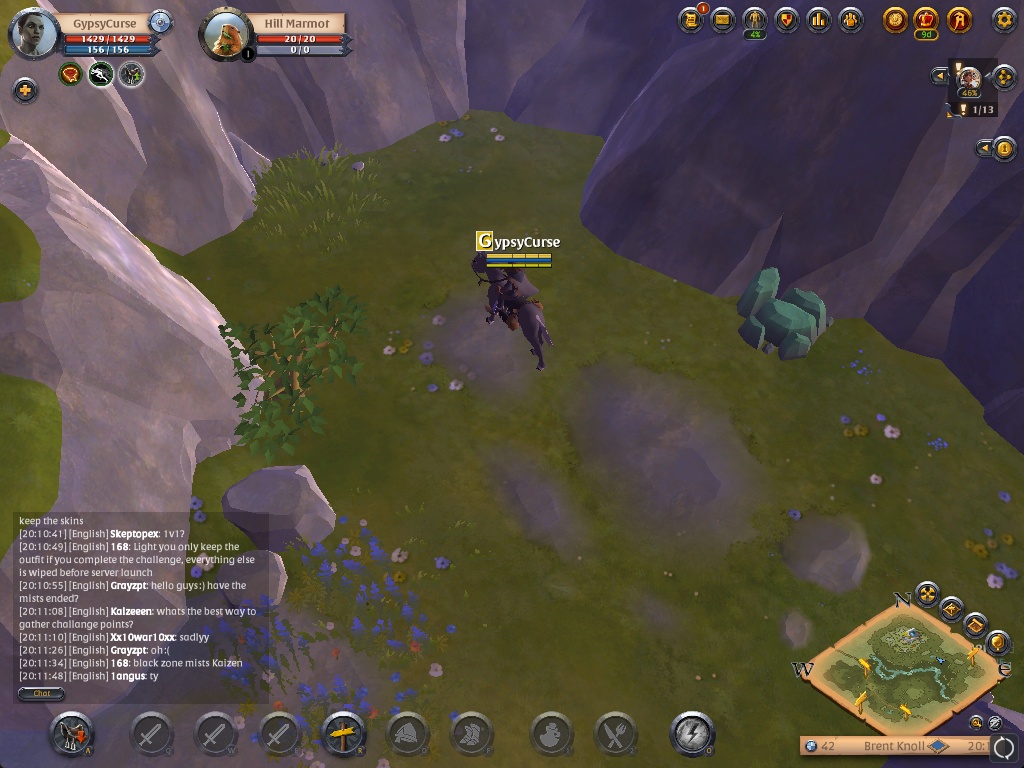 GypsyCurse
1429/1429
156/156
Hill Marmot
20/20
0/0
1
1
4%
9d
46%
1/13
GypsyCurse
keep the skins
[20:10:41] [English] Skeptopex: 1v1?
[20:10:49] [English] 168: Light you only keep the
outfit if you complete the challenge, everything else
is wiped before server launch
[20:10:55] [English] Grayzpt: hello guys:) have the
mists ended?
[20:11:08] [English] Kaizeeen: whats the best way to
gather challange points?
[20:11:10] [English] Xx10war10xx: sadlyy
[20:11:26] [English] Grayzpt: oh:(
[20:11:34] [English] 168: black zone mists Kaizen
[20:11:48] [English] 1angus: ty
Chat
N
W
E
A
W
R
42
Brent Knoll
20: